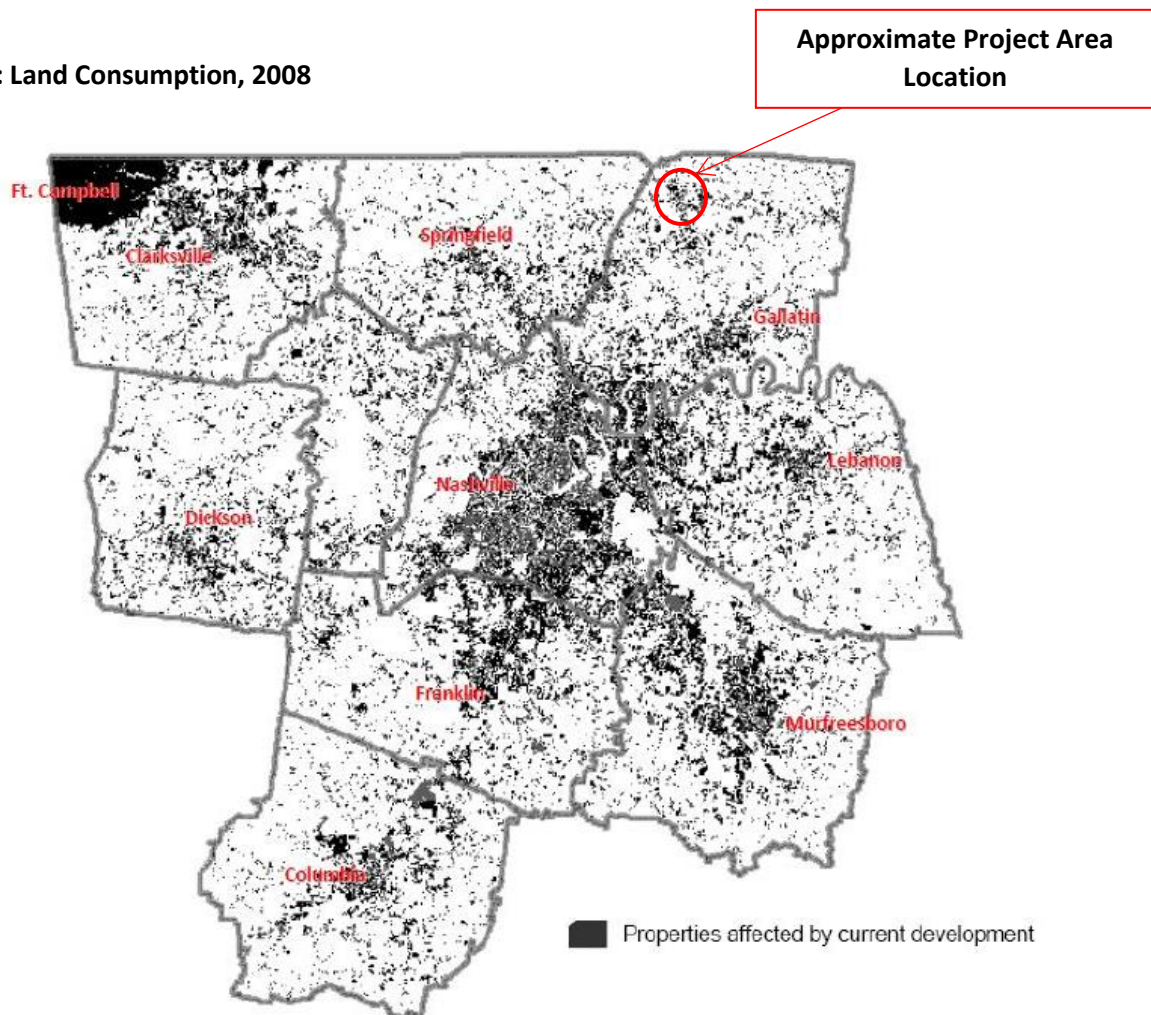 Approximate Project Area
Location
: Land Consumption, 2008
Ft. Campbell
Springfield
Clarksville
Gallatin
Lebanon
Nashville
Dickson
Franklin
Murfreesboro
Columbia
Properties affected by current development